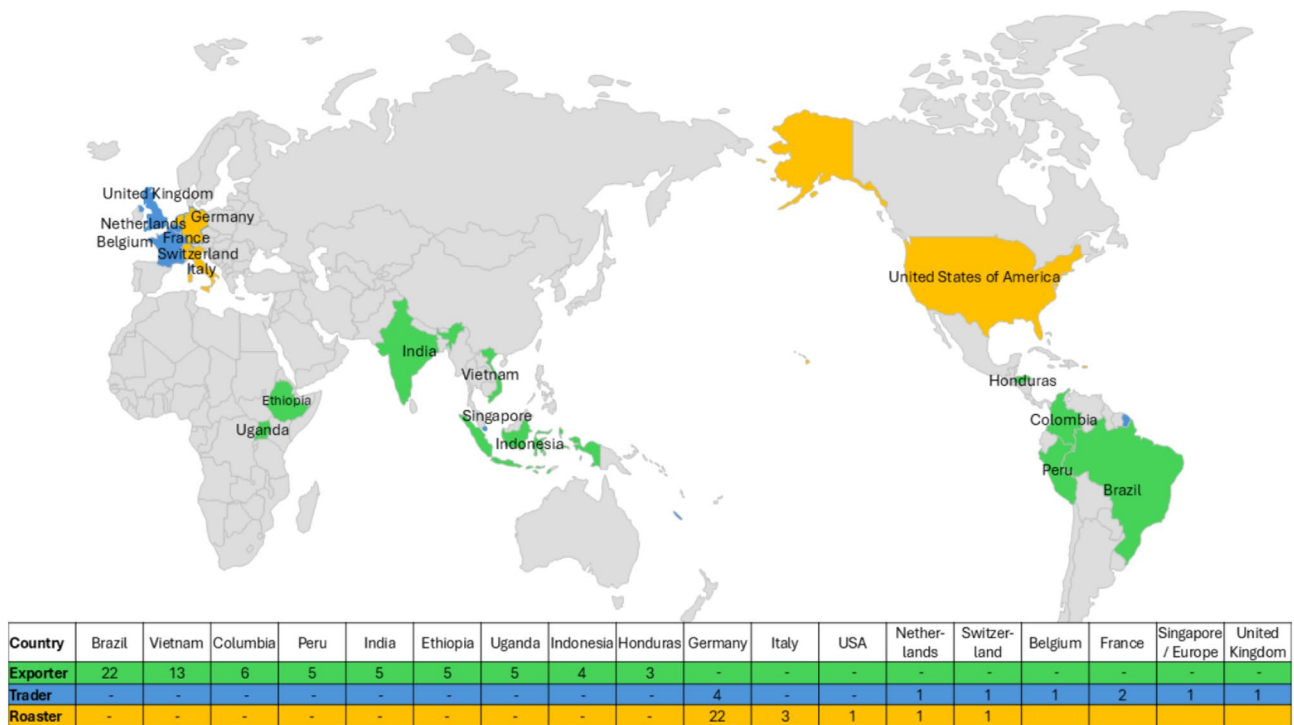 United Kingdom
Netherlands
Germany
Belgium
France
Switzerland
Italy
United States of America
India
Vietnam
Honduras
Ethiopia
Singapore
Colombia
Uganda
Indonesia
Peru
Brazil
Country Brazil Vietnam Columbia Peru India Ethiopia Uganda Indonesia Honduras Germany Italy USA Nether-lands Switzer-land Belgium France Singapore / Europe United Kingdom
Exporter 22 13 6 5 5 5 5 4 3 - - - - - - - - -
Trader - - - - - - - - - 4 - - 1 1 1 2 1 1
Roaster - - - - - - - - - 22 3 1 1 1